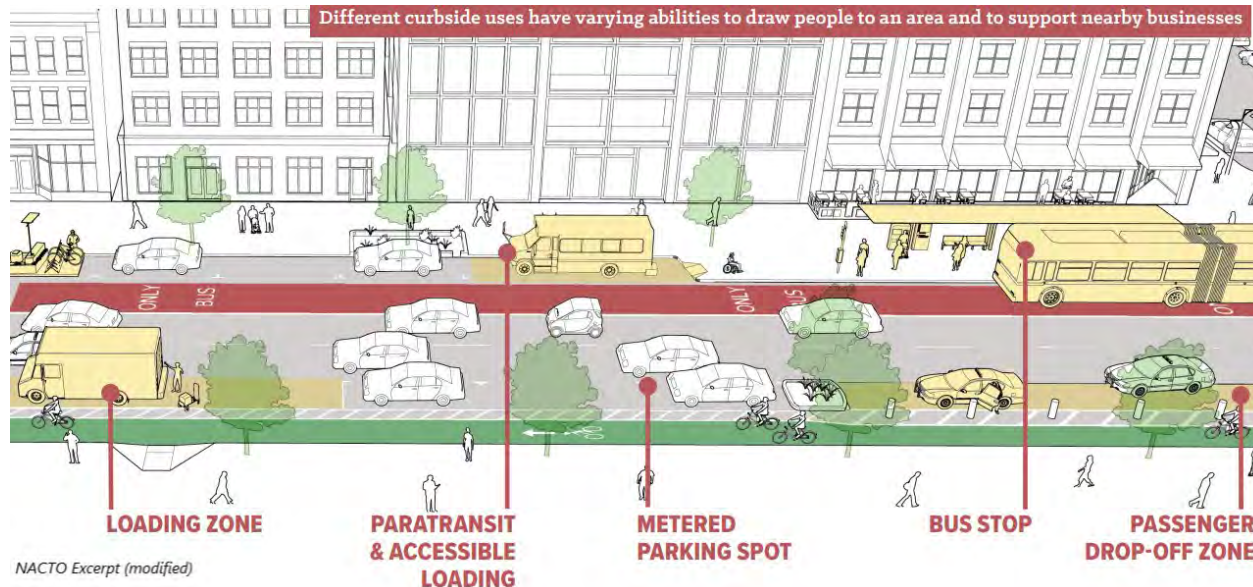 Different curbside uses have varying abilities to draw people to an area and to support nearby businesses
ONLY
BUS
ONLY
BUS
LOADING ZONE
PARATRANSIT
& ACCESSIBLE
LOADING
METERED
PARKING SPOT
BUS STOP
PASSENGER
DROP-OFF ZONE
NACTO Excerpt (modified)